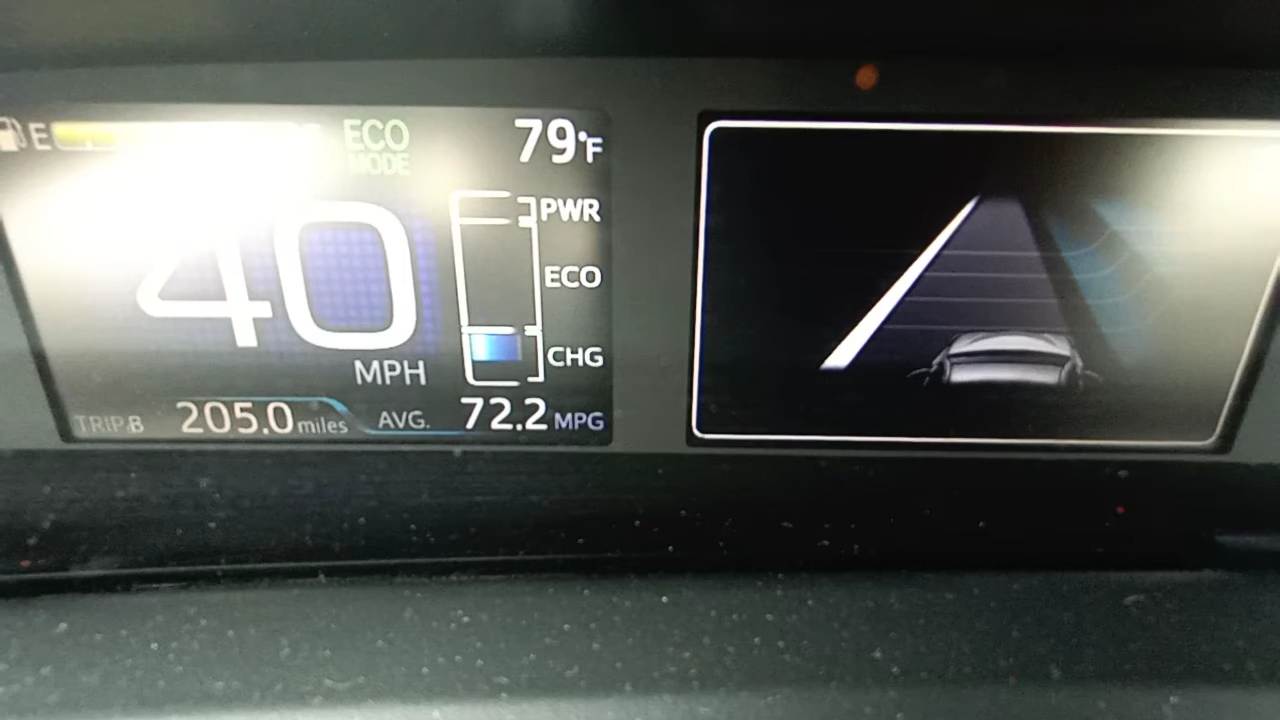 E
ECO
MODE
79°F
40
MPH
PWR
ECO
CHG
TRIP B 205.0 miles AVG. 72.2 MPG